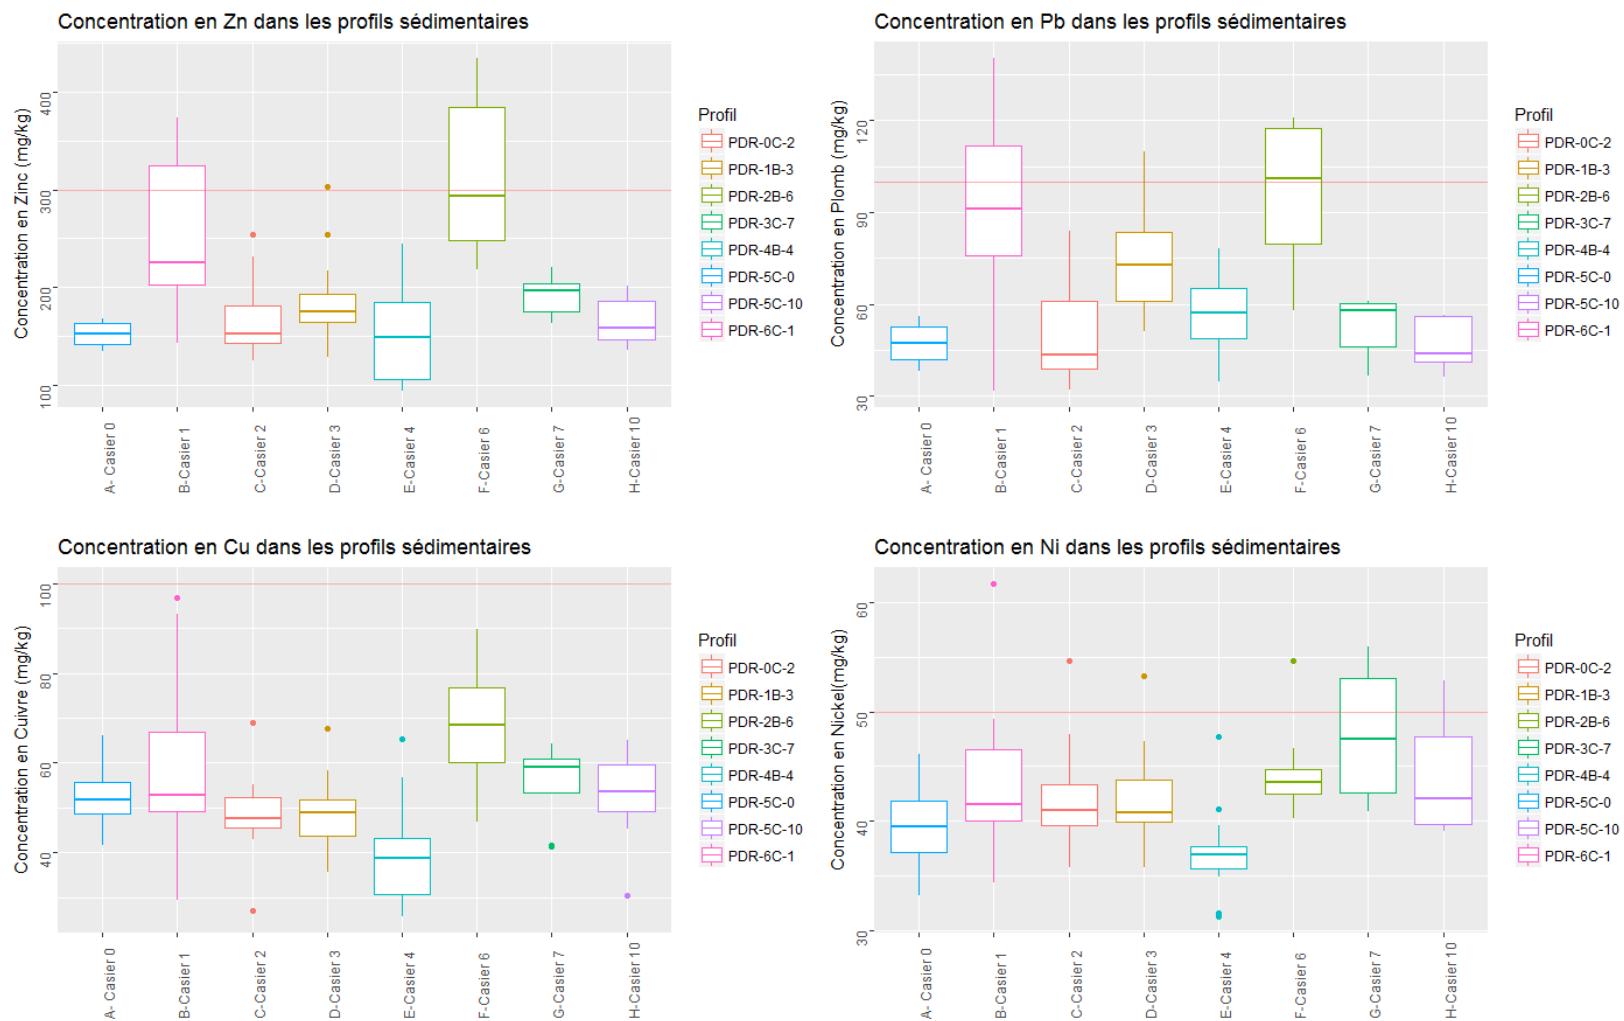 Concentration en Zn dans les profils sédimentaires
Concentration en Zinc (mg/kg)
400
300
200
100
A- Casier 0
B-Casier 1
C-Casier 2
D-Casier 3
E-Casier 4
F-Casier 6
G-Casier 7
H-Casier 10
Profil
PDR-0C-2
PDR-1B-3
PDR-2B-6
PDR-3C-7
PDR-4B-4
PDR-5C-0
PDR-5C-10
PDR-6C-1
Concentration en Pb dans les profils sédimentaires
Concentration en Plomb (mg/kg)
120
90
60
30
A- Casier 0
B-Casier 1
C-Casier 2
D-Casier 3
E-Casier 4
F-Casier 6
G-Casier 7
H-Casier 10
Profil
PDR-0C-2
PDR-1B-3
PDR-2B-6
PDR-3C-7
PDR-4B-4
PDR-5C-0
PDR-5C-10
PDR-6C-1
Concentration en Cu dans les profils sédimentaires
Concentration en Cuivre (mg/kg)
100
80
60
40
A- Casier 0
B-Casier 1
C-Casier 2
D-Casier 3
E-Casier 4
F-Casier 6
G-Casier 7
H-Casier 10
Profil
PDR-0C-2
PDR-1B-3
PDR-2B-6
PDR-3C-7
PDR-4B-4
PDR-5C-0
PDR-5C-10
PDR-6C-1
Concentration en Ni dans les profils sédimentaires
Concentration en Nickel(mg/kg)
60
50
40
30
A- Casier 0
B-Casier 1
C-Casier 2
D-Casier 3
E-Casier 4
F-Casier 6
G-Casier 7
H-Casier 10
Profil
PDR-0C-2
PDR-1B-3
PDR-2B-6
PDR-3C-7
PDR-4B-4
PDR-5C-0
PDR-5C-10
PDR-6C-1